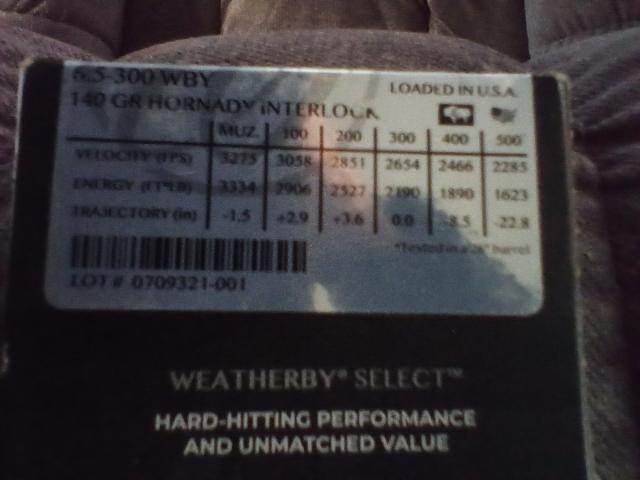 6.5-300 WBY
140 GR HORNADY INTERLOCK
LOADED IN U.S.A.
MUZ. 100 200 300 400 500
VELOCITY (FPS) 3275 3058 2851 2654 2466 2285
ENERGY (FT*LB) 3334 2906 2527 2190 1890 1623
TRAJECTORY (in) -1.5 +2.9 +3.6 0.0 -8.5 -22.8
*Tested in a 26" barrel
LOT # 0709321-001
WEATHERBY® SELECT™
HARD-HITTING PERFORMANCE
AND UNMATCHED VALUE